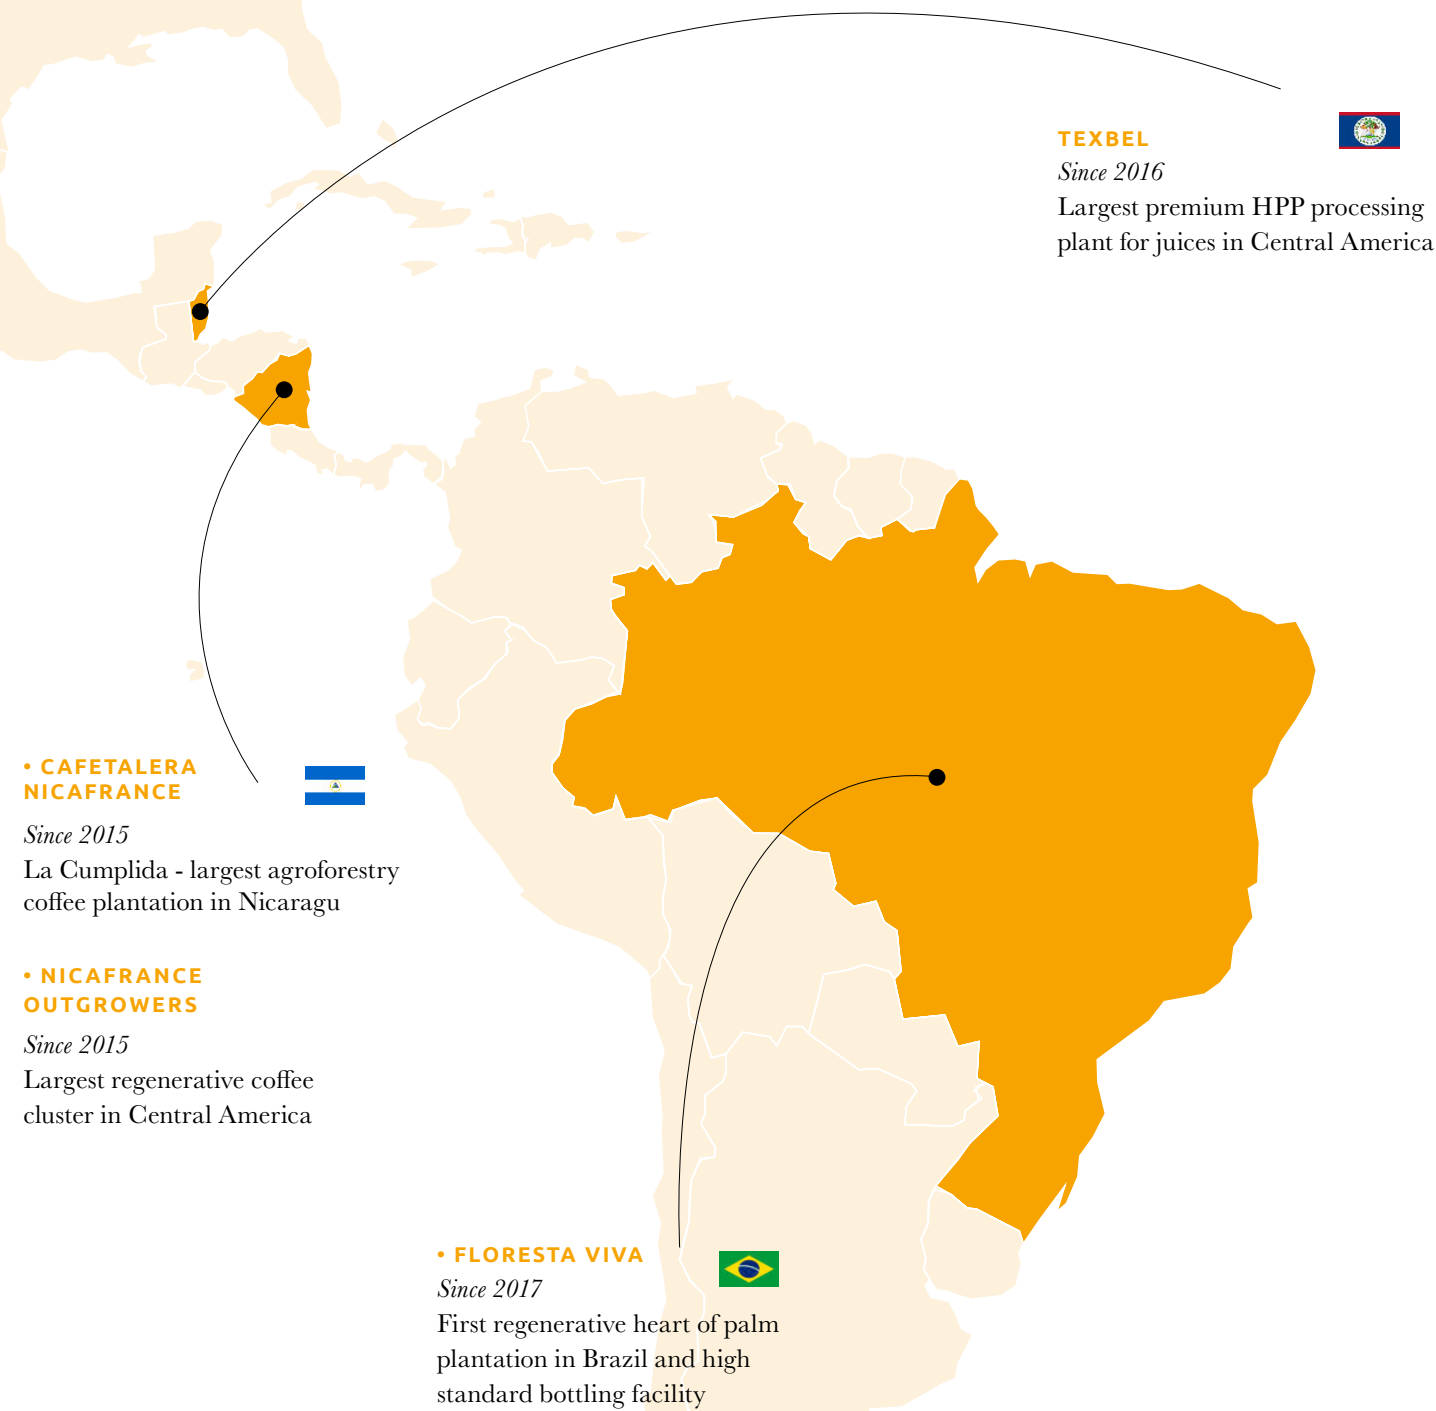 TEXBEL
Since 2016
Largest premium HPP processing
plant for juices in Central America
• CAFETALERA
NICAFRANCE
Since 2015
La Cumplida - largest agroforestry
coffee plantation in Nicaragu
• NICAFRANCE
OUTGROWERS
Since 2015
Largest regenerative coffee
cluster in Central America
• FLORESTA VIVA
Since 2017
First regenerative heart of palm
plantation in Brazil and high
standard bottling facility